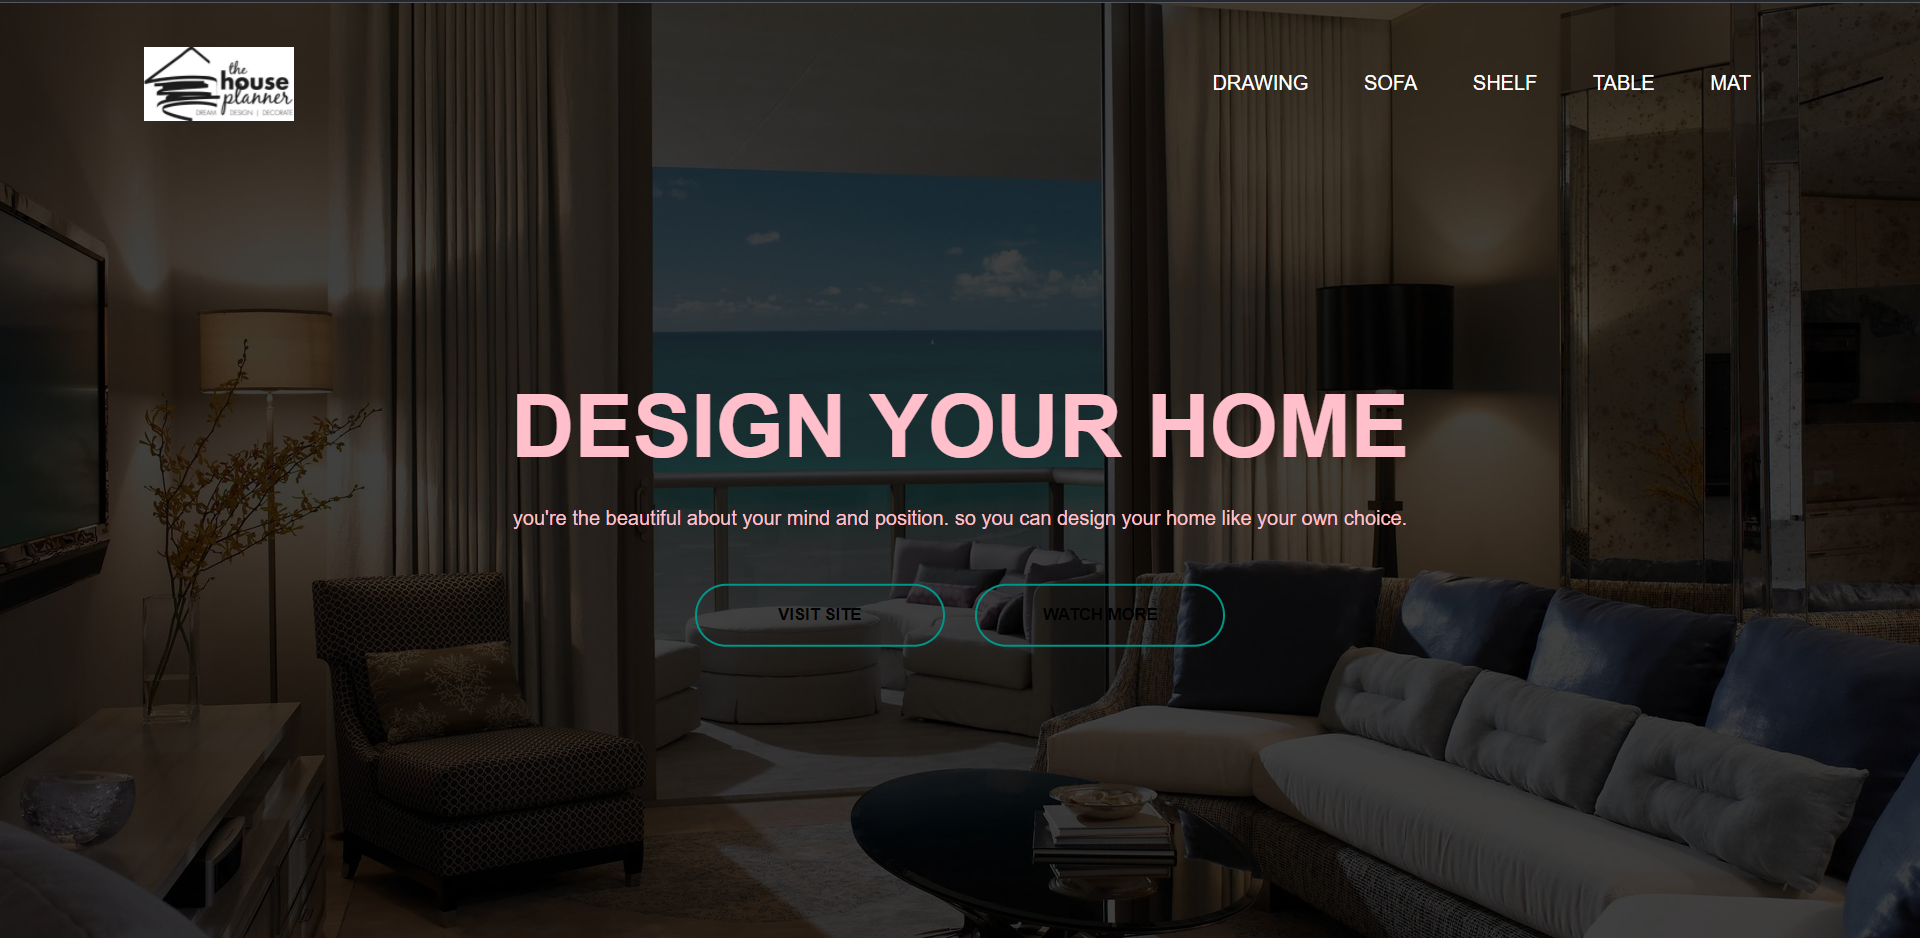 the
house
planner
DREAM DESIGN | DECORATE
DRAWING SOFA SHELF TABLE MAT
DESIGN YOUR HOME
you're the beautiful about your mind and position. so you can design your home like your own choice.
VISIT SITE WATCH MORE